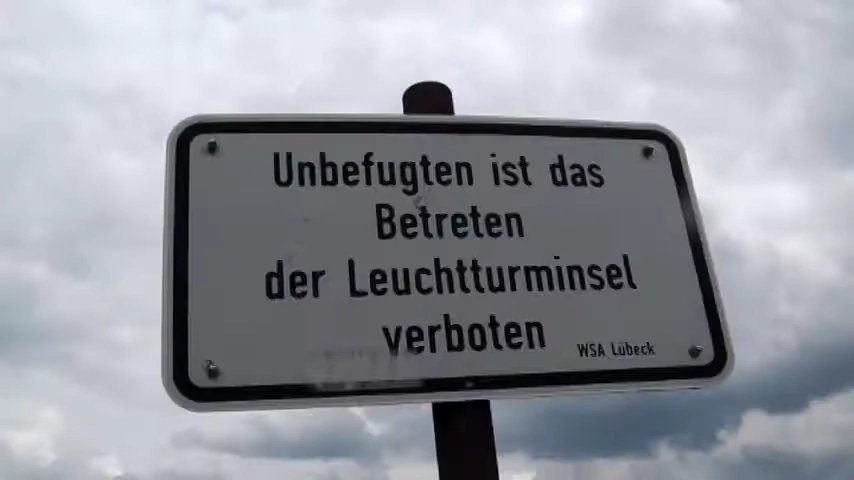 Unbefugten ist das
Betreten
der Leuchtturminsel
verboten
WSA Lübeck